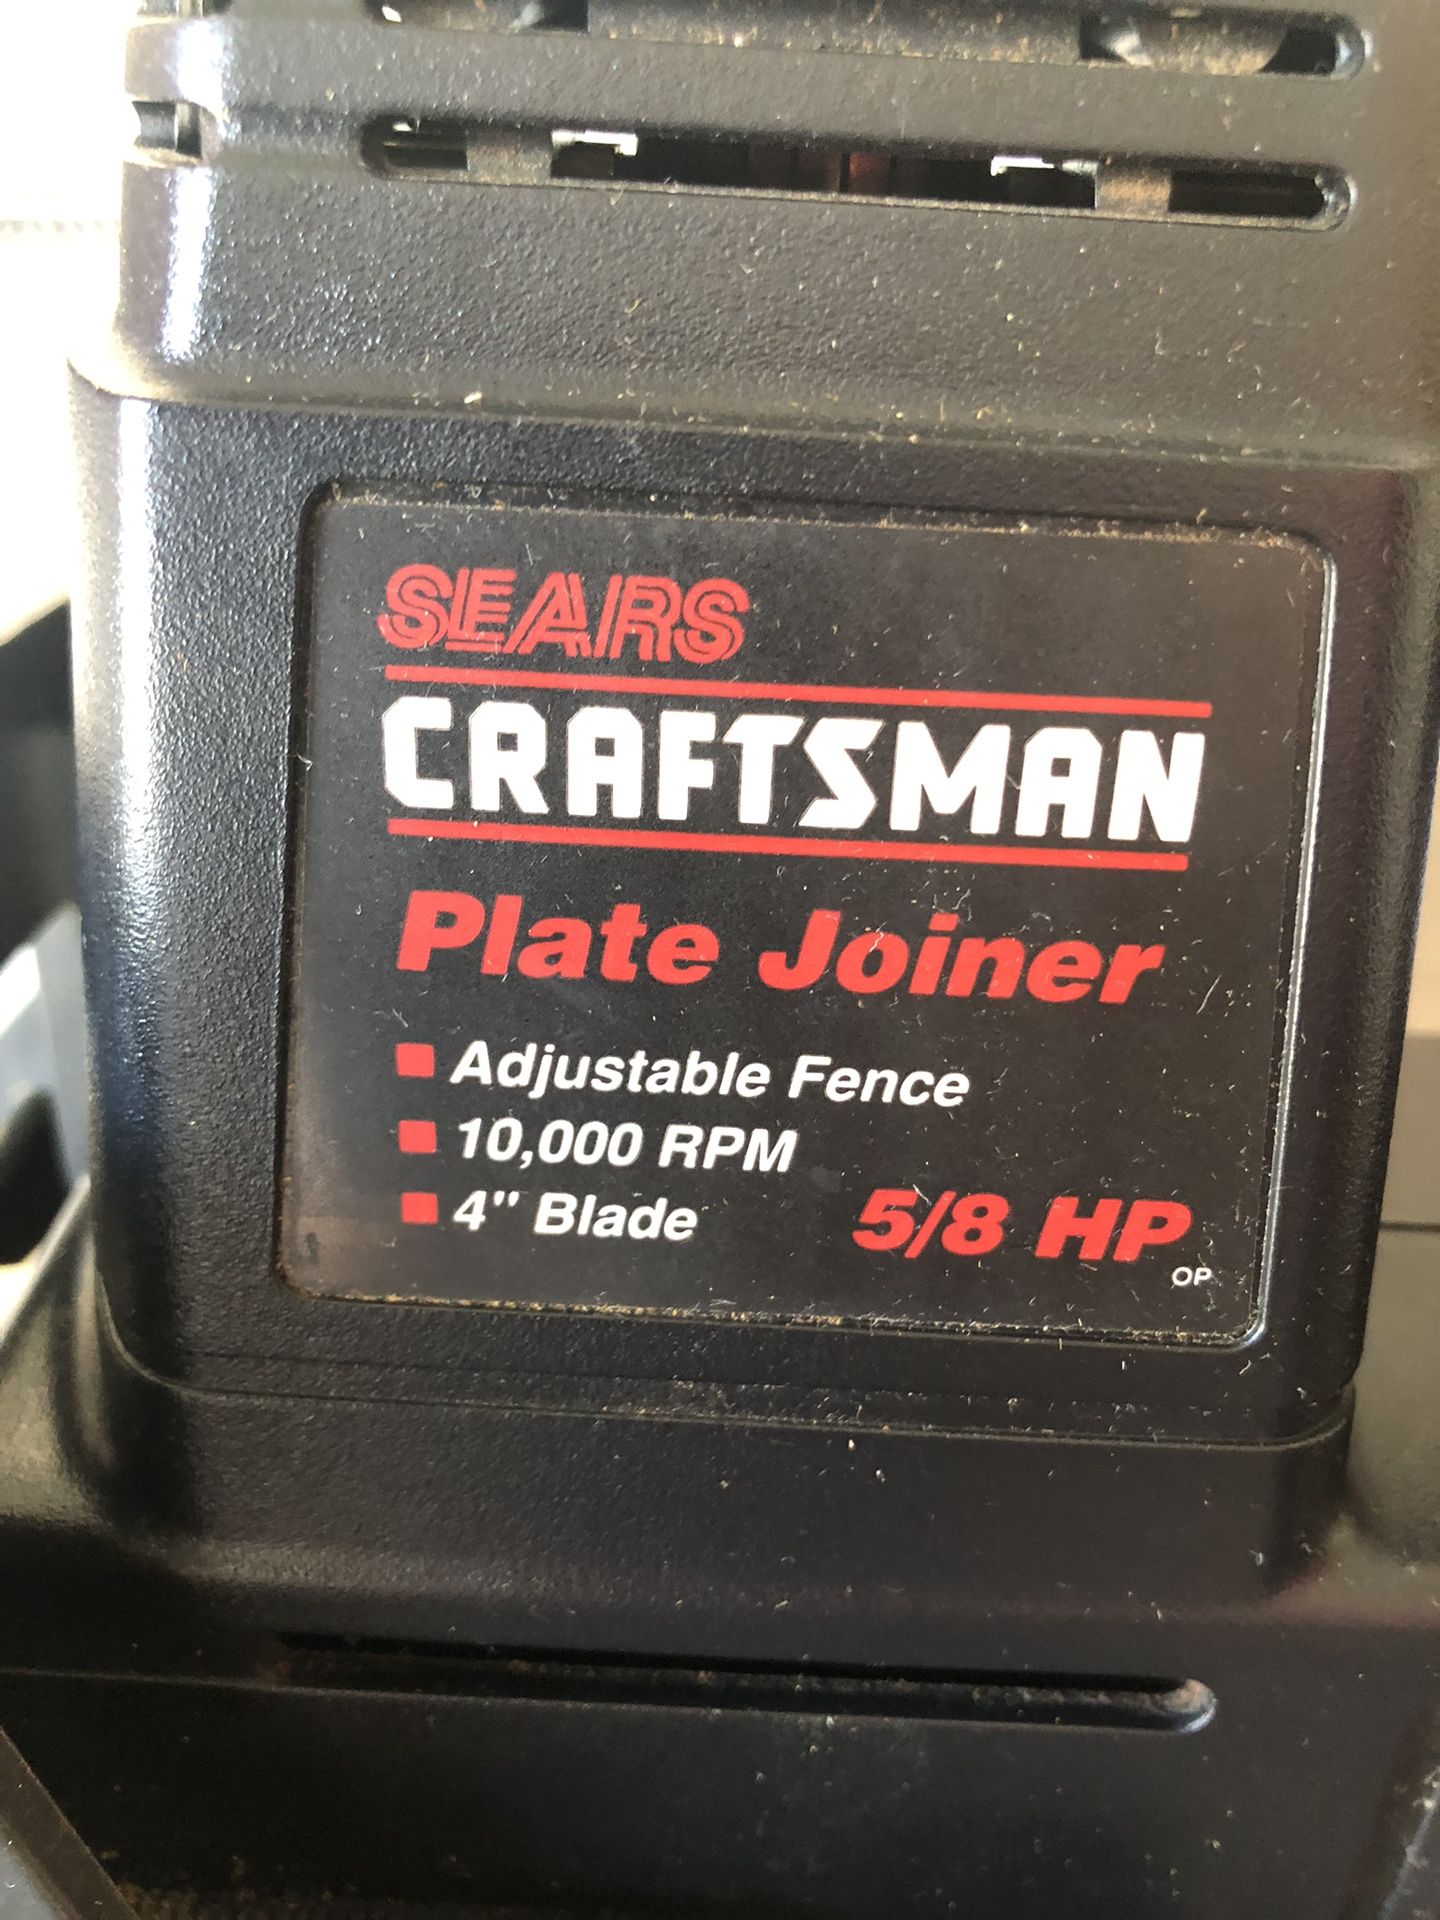 SEARS
CRAFTSMAN
Plate Joiner
Adjustable Fence
10,000 RPM
4" Blade
5/8 HP
OP